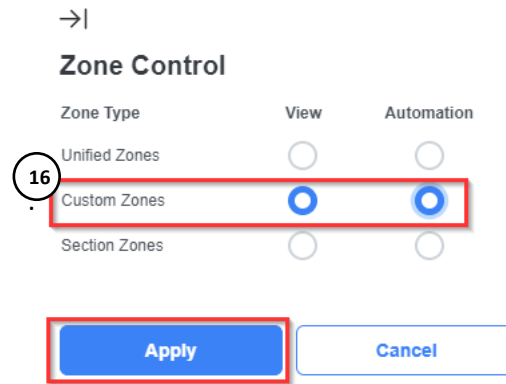 Zone Control
Zone Type View Automation
Unified Zones
16
.
Custom Zones
Section Zones
Apply Cancel